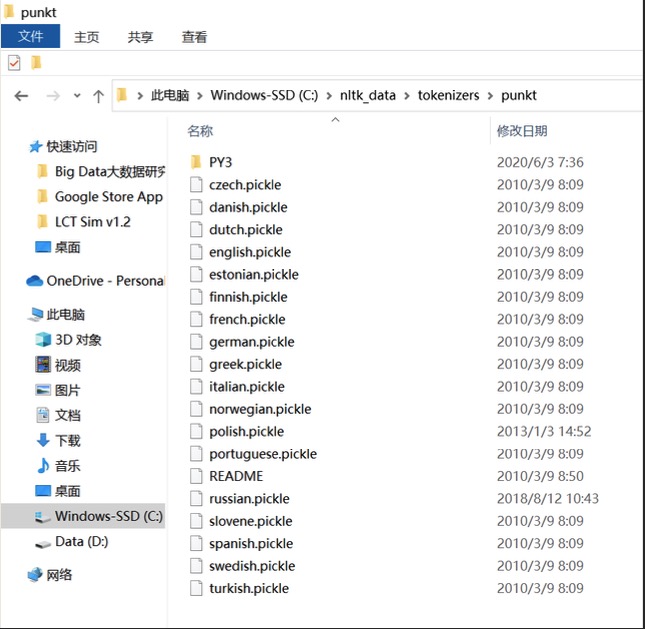 punkt
文件 主页 共享 查看
此电脑 Windows-SSD (C:) nltk_data tokenizers punkt
快速访问
Big Data大数据研究
Google Store App
LCT Sim v1.2
桌面
OneDrive - Personal
此电脑
3D 对象
视频
图片
文档
下载
音乐
桌面
Windows-SSD (C:)
Data (D:)
网络
名称 修改日期
PY3 2020/6/3 7:36
czech.pickle 2010/3/9 8:09
danish.pickle 2010/3/9 8:09
dutch.pickle 2010/3/9 8:09
english.pickle 2010/3/9 8:09
estonian.pickle 2010/3/9 8:09
finnish.pickle 2010/3/9 8:09
french.pickle 2010/3/9 8:09
german.pickle 2010/3/9 8:09
greek.pickle 2010/3/9 8:09
italian.pickle 2010/3/9 8:09
norwegian.pickle 2010/3/9 8:09
polish.pickle 2013/1/3 14:52
portuguese.pickle 2010/3/9 8:09
README 2010/3/9 8:50
russian.pickle 2018/8/12 10:43
slovene.pickle 2010/3/9 8:09
spanish.pickle 2010/3/9 8:09
swedish.pickle 2010/3/9 8:09
turkish.pickle 2010/3/9 8:09